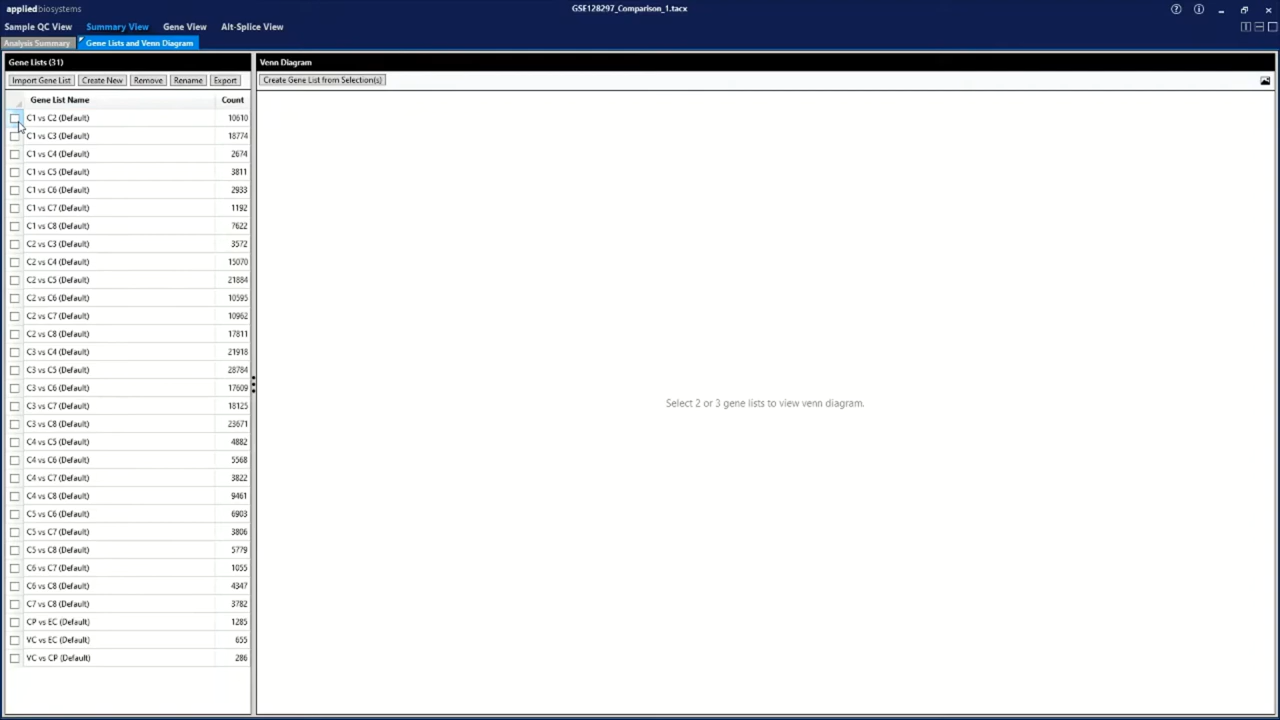 appliedbiosystems
GSE128297_Comparison_1.tacx
Sample QC View Summary View Gene View Alt-Splice View
Analysis Summary Gene Lists and Venn Diagram
Gene Lists (31)
Venn Diagram
Import Gene List Create New Remove Rename Export
Create Gene List from Selection(s)
Gene List Name Count
C1 vs C2 (Default) 10610
C1 vs C3 (Default) 18774
C1 vs C4 (Default) 2674
C1 vs C5 (Default) 3811
C1 vs C6 (Default) 2933
C1 vs C7 (Default) 1192
C1 vs C8 (Default) 7622
C2 vs C3 (Default) 3572
C2 vs C4 (Default) 15070
C2 vs C5 (Default) 21884
C2 vs C6 (Default) 10595
C2 vs C7 (Default) 10962
C2 vs C8 (Default) 17811
C3 vs C4 (Default) 21918
C3 vs C5 (Default) 28784
C3 vs C6 (Default) 17609
C3 vs C7 (Default) 18125
C3 vs C8 (Default) 23671
C4 vs C5 (Default) 4882
C4 vs C6 (Default) 5568
C4 vs C7 (Default) 3822
C4 vs C8 (Default) 9461
C5 vs C6 (Default) 6903
C5 vs C7 (Default) 3806
C5 vs C8 (Default) 5779
C6 vs C7 (Default) 1055
C6 vs C8 (Default) 4347
C7 vs C8 (Default) 3782
CP vs EC (Default) 1285
VC vs EC (Default) 655
VC vs CP (Default) 286
Select 2 or 3 gene lists to view venn diagram.